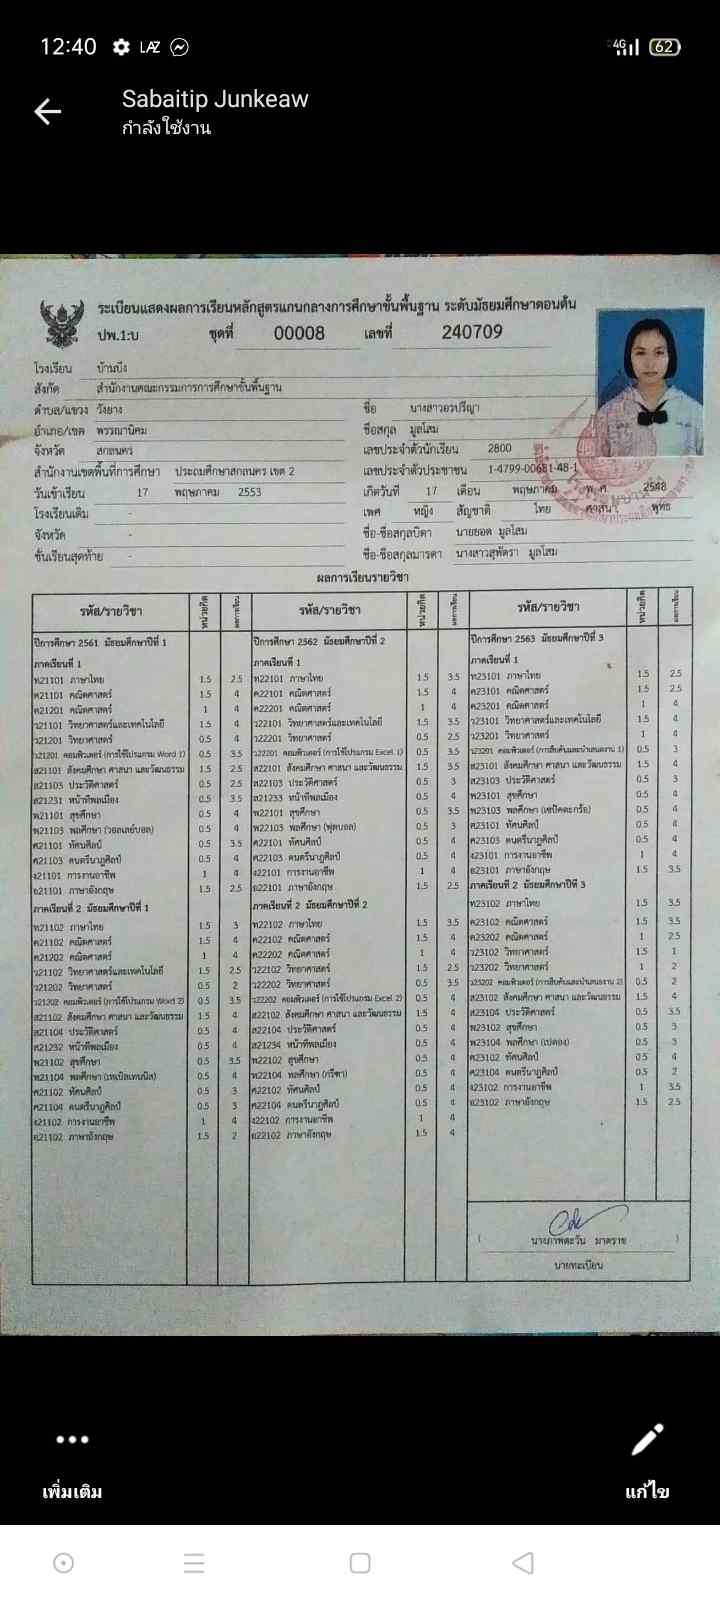 12:40 LAZ 4G 62
Sabaitip Junkeaw
กำลังใช้งาน
ระเบียนแสดงผลการเรียนหลักสูตรแกนกลางการศึกษาขั้นพื้นฐาน ระดับมัธยมศึกษาตอนต้น
ปพ.1:บ ชุดที่ 00008 เลขที่ 240709
โรงเรียน บ้านบึง
สังกัด สำนักงานคณะกรรมการการศึกษาขั้นพื้นฐาน
ตำบล/แขวง วังยาง
อำเภอ/เขต พรรณานิคม
จังหวัด สกลนคร
สำนักงานเขตพื้นที่การศึกษา ประถมศึกษาสกลนคร เขต 2
วันเข้าเรียน 17 พฤษภาคม 2553
โรงเรียนเดิม -
จังหวัด -
ชั้นเรียนสุดท้าย -
ชื่อ นางสาวอรปรียา
ชื่อสกุล มูลโสม
เลขประจำตัวนักเรียน 2800
เลขประจำตัวประชาชน 1-4799-00681-48-1
เกิดวันที่ 17 เดือน พฤษภาคม พ.ศ. 2548
เพศ หญิง สัญชาติ ไทย ศาสนา พุทธ
ชื่อ-ชื่อสกุลบิดา นายยอด มูลโสม
ชื่อ-ชื่อสกุลมารดา นางสาวสุพัตรา มูลโสม
ผลการเรียนรายวิชา
รหัส/รายวิชา หน่วยกิต ผลการเรียน
ปีการศึกษา 2561 มัธยมศึกษาปีที่ 1
ภาคเรียนที่ 1
ท21101 ภาษาไทย 1.5 2.5
ค21101 คณิตศาสตร์ 1.5 4
ค21201 คณิตศาสตร์ 1 4
ว21101 วิทยาศาสตร์และเทคโนโลยี 1.5 4
ว21201 วิทยาศาสตร์ 0.5 4
ว21201 คอมพิวเตอร์ (การใช้โปรแกรม Word 1) 0.5 3.5
ส21101 สังคมศึกษา ศาสนา และวัฒนธรรม 1.5 2.5
ส21103 ประวัติศาสตร์ 0.5 2.5
ส21231 หน้าที่พลเมือง 0.5 3.5
พ21101 สุขศึกษา 0.5 4
พ21103 พลศึกษา (วอลเลย์บอล) 0.5 4
ศ21101 ทัศนศิลป์ 0.5 3.5
ศ21103 ดนตรีนาฏศิลป์ 0.5 4
ง21101 การงานอาชีพ 1 4
อ21101 ภาษาอังกฤษ 1.5 2.5
ภาคเรียนที่ 2 มัธยมศึกษาปีที่ 1
ท21102 ภาษาไทย 1.5 3
ค21102 คณิตศาสตร์ 1.5 4
ค21202 คณิตศาสตร์ 1 4
ว21102 วิทยาศาสตร์และเทคโนโลยี 1.5 2.5
ว21202 วิทยาศาสตร์ 0.5 2
ว21202 คอมพิวเตอร์ (การใช้โปรแกรม Word 2) 0.5 3.5
ส21102 สังคมศึกษา ศาสนา และวัฒนธรรม 1.5 4
ส21104 ประวัติศาสตร์ 0.5 4
ส21232 หน้าที่พลเมือง 0.5 4
พ21102 สุขศึกษา 0.5 3.5
พ21104 พลศึกษา (เทเบิลเทนนิส) 0.5 4
ศ21102 ทัศนศิลป์ 0.5 3
ศ21104 ดนตรีนาฏศิลป์ 0.5 3
ง21102 การงานอาชีพ 1 4
อ21102 ภาษาอังกฤษ 1.5 2
รหัส/รายวิชา หน่วยกิต ผลการเรียน
ปีการศึกษา 2562 มัธยมศึกษาปีที่ 2
ภาคเรียนที่ 1
ท22101 ภาษาไทย 1.5 3.5
ค22101 คณิตศาสตร์ 1.5 4
ค22201 คณิตศาสตร์ 1 4
ว22101 วิทยาศาสตร์และเทคโนโลยี 1.5 3.5
ว22201 วิทยาศาสตร์ 0.5 2.5
ว22201 คอมพิวเตอร์ (การใช้โปรแกรม Excel. 1) 0.5 3.5
ส22101 สังคมศึกษา ศาสนา และวัฒนธรรม 1.5 3.5
ส22103 ประวัติศาสตร์ 0.5 3
ส21233 หน้าที่พลเมือง 0.5 4
พ22101 สุขศึกษา 0.5 3.5
พ22103 พลศึกษา (ฟุตบอล) 0.5 3
ศ22101 ทัศนศิลป์ 0.5 4
ศ22103 ดนตรีนาฏศิลป์ 0.5 4
ง22101 การงานอาชีพ 1 4
อ22101 ภาษาอังกฤษ 1.5 2.5
ภาคเรียนที่ 2 มัธยมศึกษาปีที่ 2
ท22102 ภาษาไทย 1.5 3.5
ค22102 คณิตศาสตร์ 1.5 4
ค22202 คณิตศาสตร์ 1 4
ว22102 วิทยาศาสตร์ 1.5 2.5
ว22202 วิทยาศาสตร์ 0.5 3.5
ว22202 คอมพิวเตอร์ (การใช้โปรแกรม Excel. 2) 0.5 4
ส22102 สังคมศึกษา ศาสนา และวัฒนธรรม 1.5 4
ส22104 ประวัติศาสตร์ 0.5 4
ส21234 หน้าที่พลเมือง 0.5 4
พ22102 สุขศึกษา 0.5 4
พ22104 พลศึกษา (กรีฑา) 0.5 4
ศ22102 ทัศนศิลป์ 0.5 4
ศ22104 ดนตรีนาฏศิลป์ 0.5 4
ง22102 การงานอาชีพ 1 4
อ22102 ภาษาอังกฤษ 1.5 4
รหัส/รายวิชา หน่วยกิต ผลการเรียน
ปีการศึกษา 2563 มัธยมศึกษาปีที่ 3
ภาคเรียนที่ 1
ท23101 ภาษาไทย 1.5 2.5
ค23101 คณิตศาสตร์ 1.5 2.5
ค23201 คณิตศาสตร์ 1 4
ว23101 วิทยาศาสตร์และเทคโนโลยี 1.5 4
ว23201 วิทยาศาสตร์ 1 4
ว23201 คอมพิวเตอร์ (การสืบค้นและนำเสนองาน 1) 0.5 3
ส23101 สังคมศึกษา ศาสนา และวัฒนธรรม 1.5 4
ส23103 ประวัติศาสตร์ 0.5 3
พ23101 สุขศึกษา 0.5 4
พ23103 พลศึกษา (เซปักตะกร้อ) 0.5 4
ศ23101 ทัศนศิลป์ 0.5 4
ศ23103 ดนตรีนาฏศิลป์ 0.5 4
ง23101 การงานอาชีพ 1 4
อ23101 ภาษาอังกฤษ 1.5 3.5
ภาคเรียนที่ 2 มัธยมศึกษาปีที่ 3
ท23102 ภาษาไทย 1.5 3.5
ค23102 คณิตศาสตร์ 1.5 3.5
ค23202 คณิตศาสตร์ 1 2.5
ว23102 วิทยาศาสตร์ 1.5 1
ว23202 วิทยาศาสตร์ 1 2
ว23202 คอมพิวเตอร์ (การสืบค้นและนำเสนองาน 2) 0.5 2
ส23102 สังคมศึกษา ศาสนา และวัฒนธรรม 1.5 4
ส23104 ประวัติศาสตร์ 0.5 3.5
พ23102 สุขศึกษา 0.5 3
พ23104 พลศึกษา (เปตอง) 0.5 3
ศ23102 ทัศนศิลป์ 0.5 4
ศ23104 ดนตรีนาฏศิลป์ 0.5 2
ง23102 การงานอาชีพ 1 3.5
อ23102 ภาษาอังกฤษ 1.5 2.5
( นางภาพตะวัน มาตราช )
นายทะเบียน
เพิ่มเติม
แก้ไข